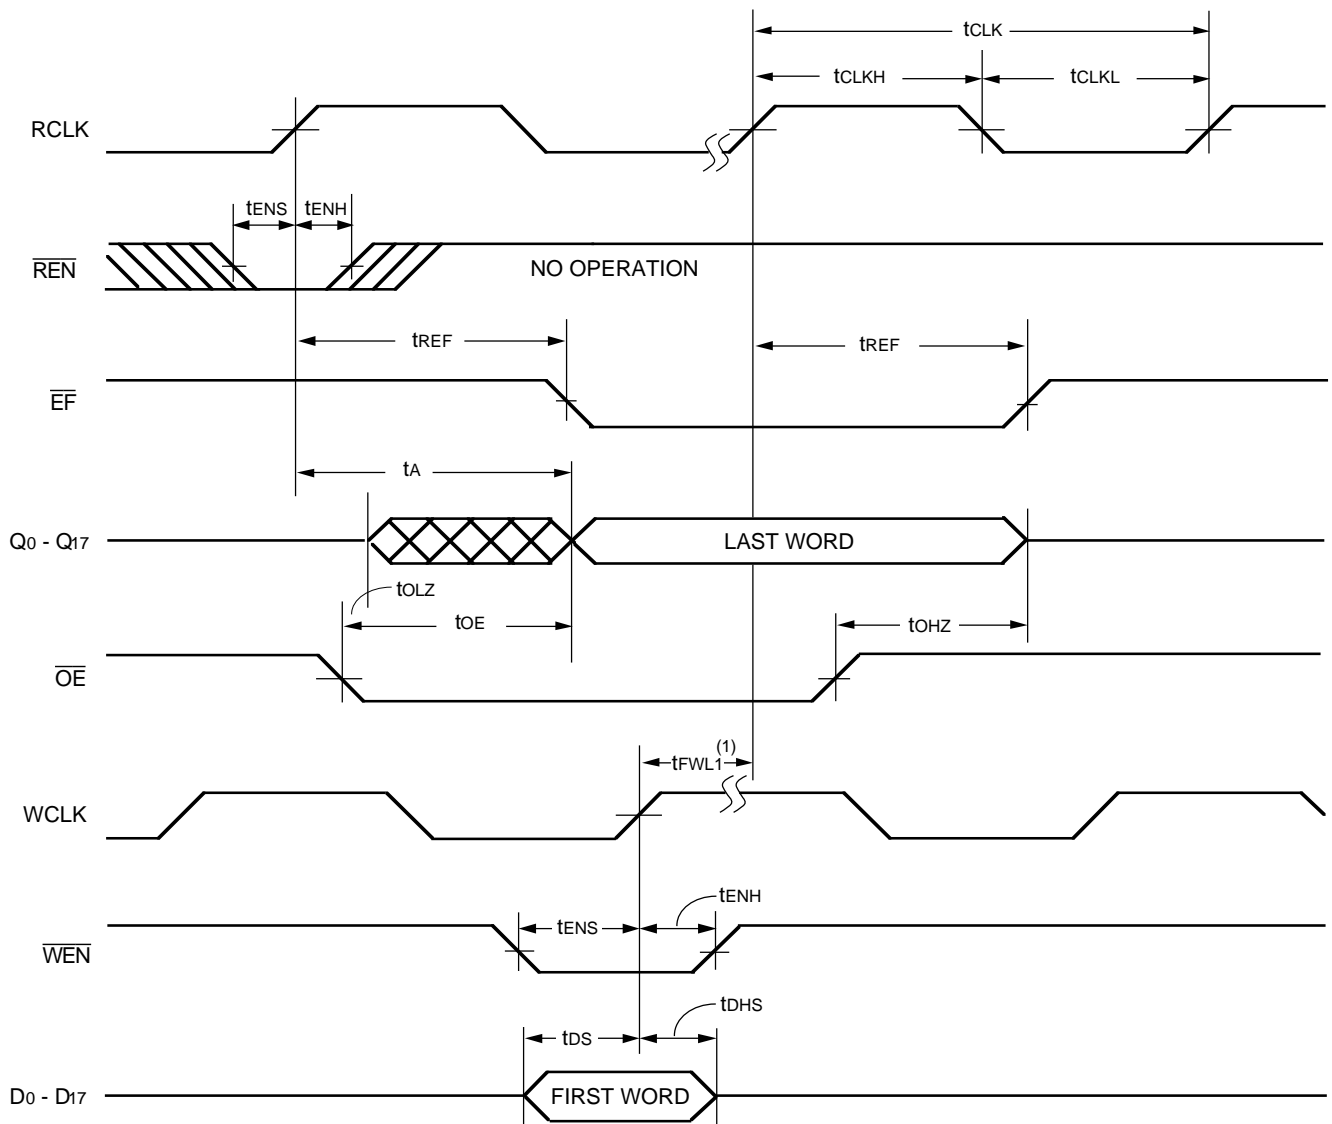 tCLK
tCLKH
tCLKL
RCLK
tENS
tENH
REN
NO OPERATION
tREF
tREF
EF
tA
Q0 - Q17
LAST WORD
tOLZ
tOE
tOHZ
OE
tFWL1(1)
WCLK
tENH
tENS
WEN
tDHS
tDS
D0 - D17
FIRST WORD